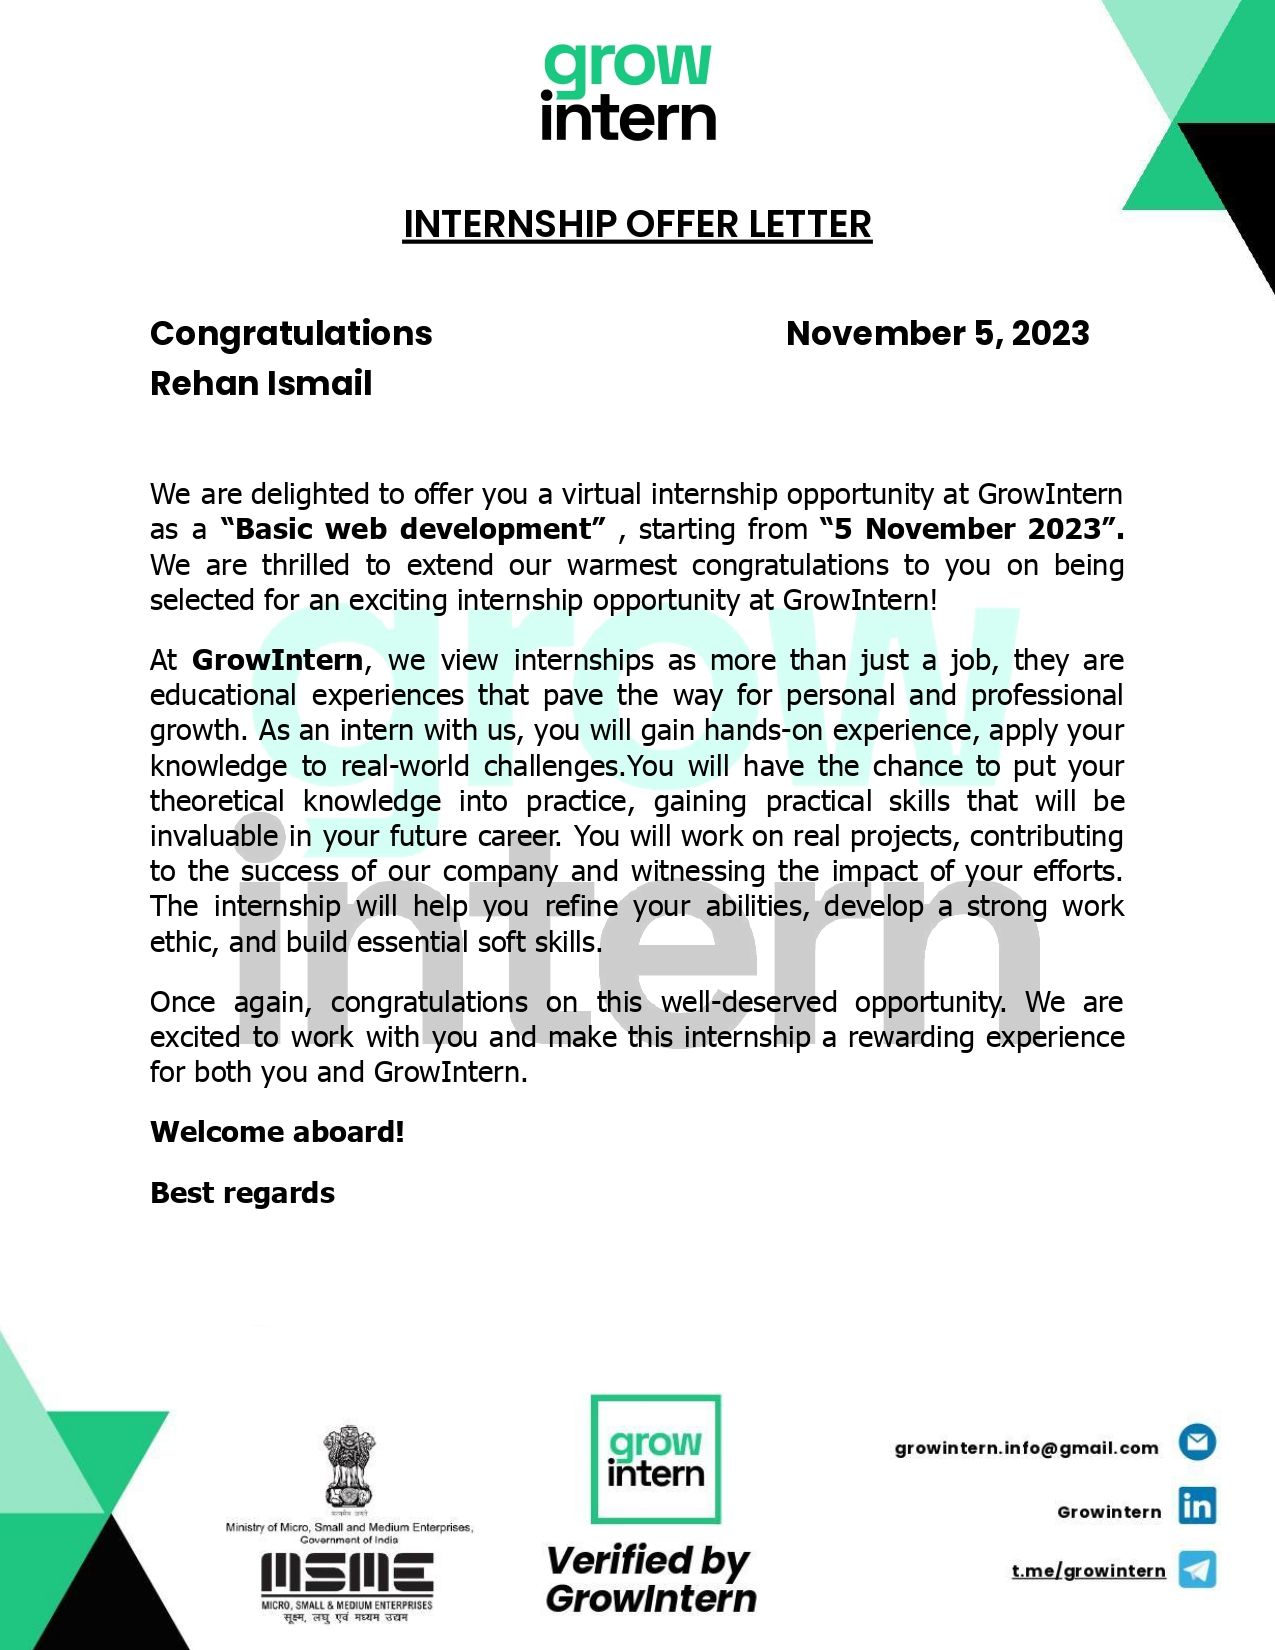 grow
intern
INTERNSHIP OFFER LETTER
Congratulations November 5, 2023
Rehan Ismail
We are delighted to offer you a virtual internship opportunity at GrowIntern
as a “Basic web development” , starting from “5 November 2023”.
We are thrilled to extend our warmest congratulations to you on being
selected for an exciting internship opportunity at GrowIntern!
At GrowIntern, we view internships as more than just a job, they are
educational experiences that pave the way for personal and professional
growth. As an intern with us, you will gain hands-on experience, apply your
knowledge to real-world challenges.You will have the chance to put your
theoretical knowledge into practice, gaining practical skills that will be
invaluable in your future career. You will work on real projects, contributing
to the success of our company and witnessing the impact of your efforts.
The internship will help you refine your abilities, develop a strong work
ethic, and build essential soft skills.
Once again, congratulations on this well-deserved opportunity. We are
excited to work with you and make this internship a rewarding experience
for both you and GrowIntern.
Welcome aboard!
Best regards
grow
intern
सत्यमेव जयते
Ministry of Micro, Small and Medium Enterprises,
Government of India
MSME
MICRO, SMALL & MEDIUM ENTERPRISES
सूक्ष्म, लघु एवं मध्यम उद्यम
grow
intern
Verified by
GrowIntern
growintern.info@gmail.com
Growintern
in
t.me/growintern